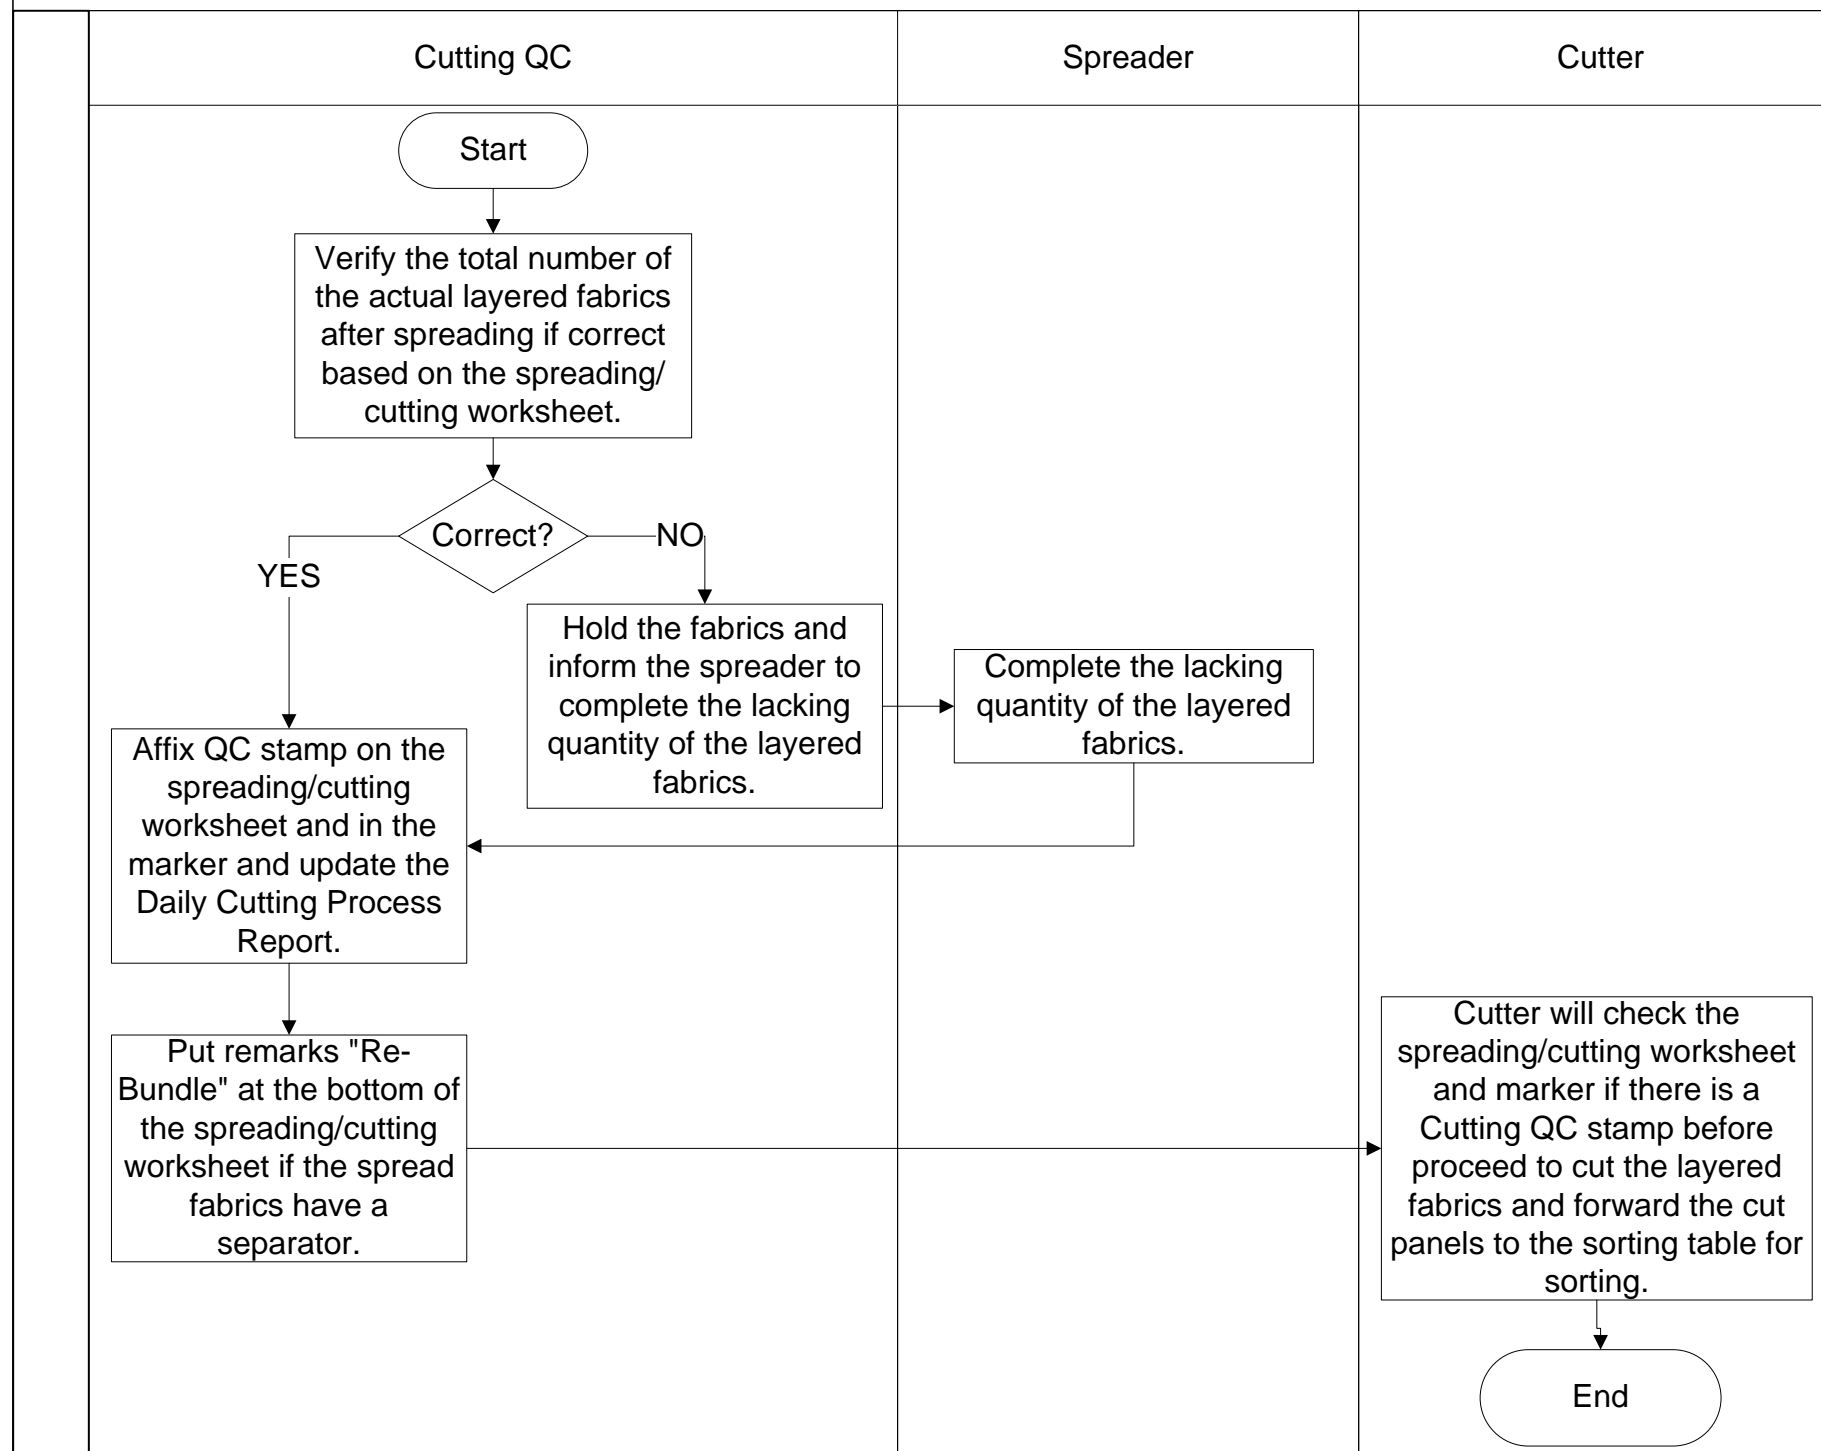 Cutting QC
Spreader
Cutter
Start
Verify the total number of
the actual layered fabrics
after spreading if correct
based on the spreading/
cutting worksheet.
Correct?
NO
YES
Hold the fabrics and
inform the spreader to
complete the lacking
quantity of the layered
fabrics.
Complete the lacking
quantity of the layered
fabrics.
Affix QC stamp on the
spreading/cutting
worksheet and in the
marker and update the
Daily Cutting Process
Report.
Put remarks "Re-
Bundle" at the bottom of
the spreading/cutting
worksheet if the spread
fabrics have a
separator.
Cutter will check the
spreading/cutting worksheet
and marker if there is a
Cutting QC stamp before
proceed to cut the layered
fabrics and forward the cut
panels to the sorting table for
sorting.
End